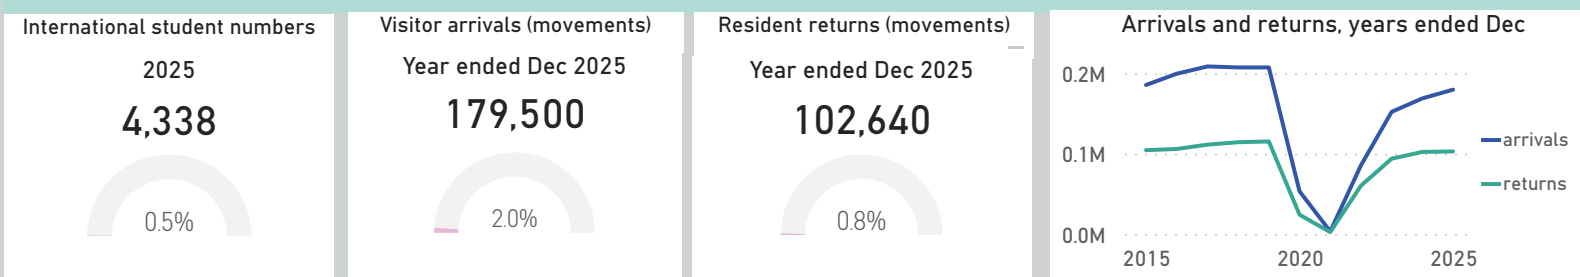 International student numbers
2025
4,338
0.5%
Visitor arrivals (movements)
Year ended Dec 2025
179,500
2.0%
Resident returns (movements)
Year ended Dec 2025
102,640
0.8%
Arrivals and returns, years ended Dec
0.2M
0.1M
0.0M
2015 2020 2025
arrivals
returns